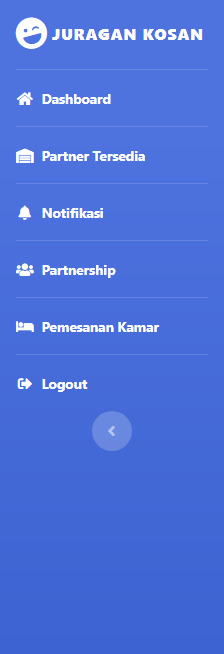 JURAGAN KOSAN
Dashboard
Partner Tersedia
Notifikasi
Partnership
Pemesanan Kamar
Logout